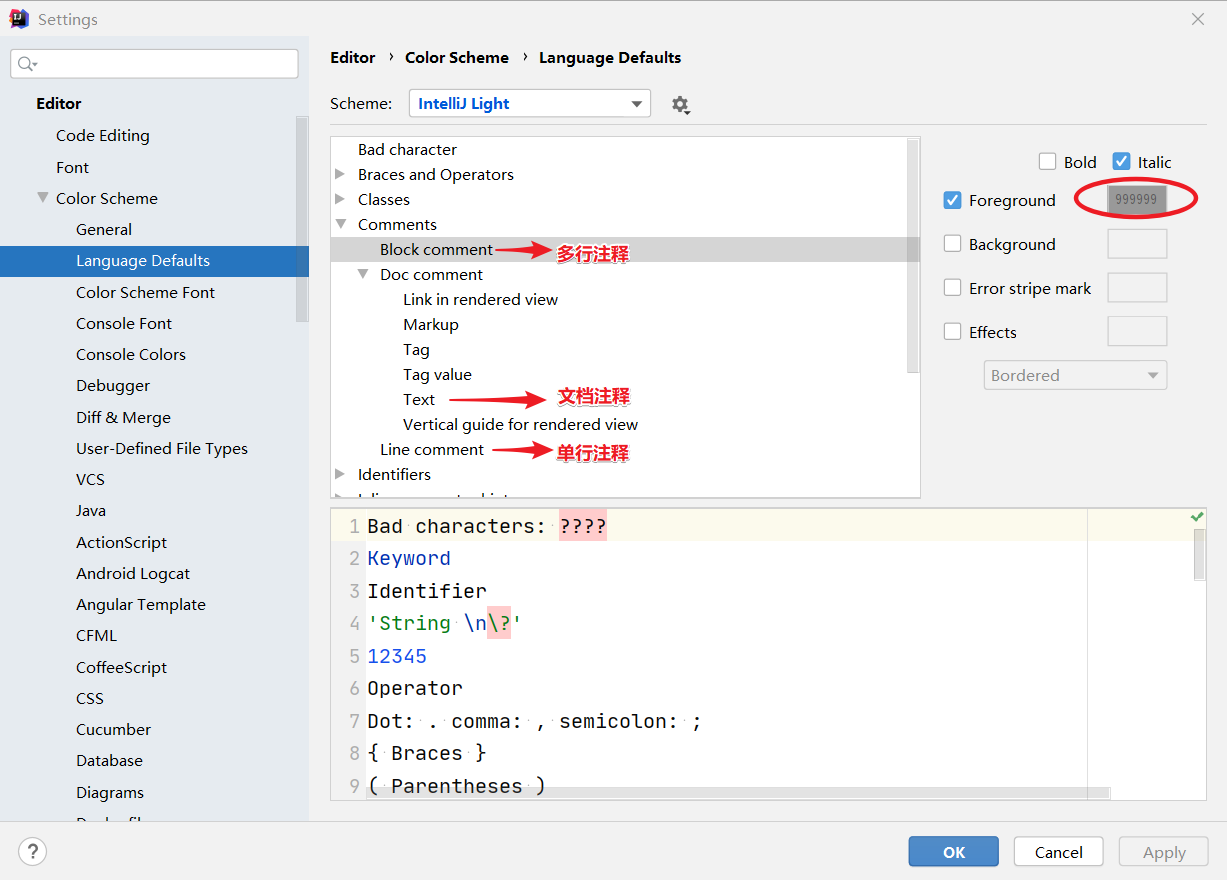 Settings
Editor
Code Editing
Font
Color Scheme
General
Language Defaults
Color Scheme Font
Console Font
Console Colors
Debugger
Diff & Merge
User-Defined File Types
VCS
Java
ActionScript
Android Logcat
Angular Template
CFML
CoffeeScript
CSS
Cucumber
Database
Diagrams
Editor › Color Scheme › Language Defaults
Scheme: IntelliJ Light
Bad character
Braces and Operators
Classes
Comments
Block comment 多行注释
Doc comment
Link in rendered view
Markup
Tag
Tag value
Text 文档注释
Vertical guide for rendered view
Line comment 单行注释
Identifiers
Bold Italic
Foreground 999999
Background
Error stripe mark
Effects
Bordered
1 Bad characters: ????
2 Keyword
3 Identifier
4 'String \n\?'
5 12345
6 Operator
7 Dot: . comma: , semicolon: ;
8 { Braces }
9 ( Parentheses )
? OK Cancel Apply